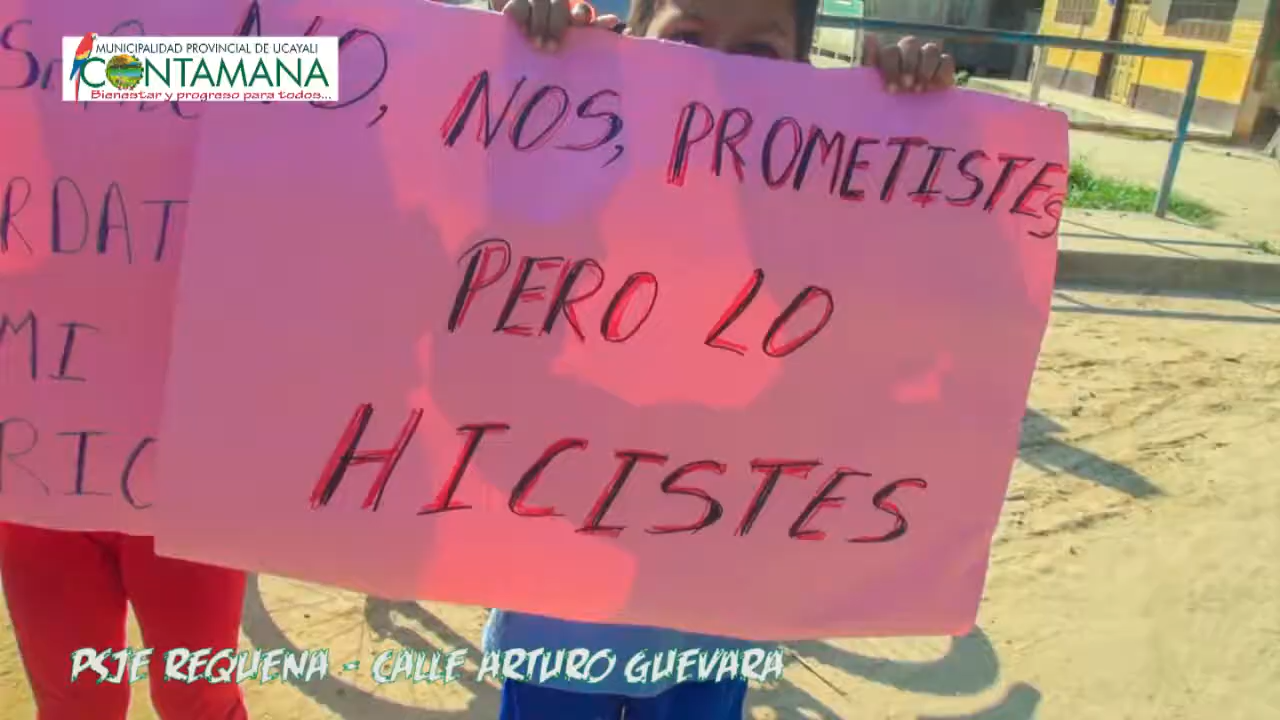 MUNICIPALIDAD PROVINCIAL DE UCAYALI
CONTAMANA
Bienestar y progreso para todos...
NO, NOS, PROMETISTES
PERO LO
HICISTES
RDAT
MI
RIC
PSJE REQUENA - CALLE ARTURO GUEVARA